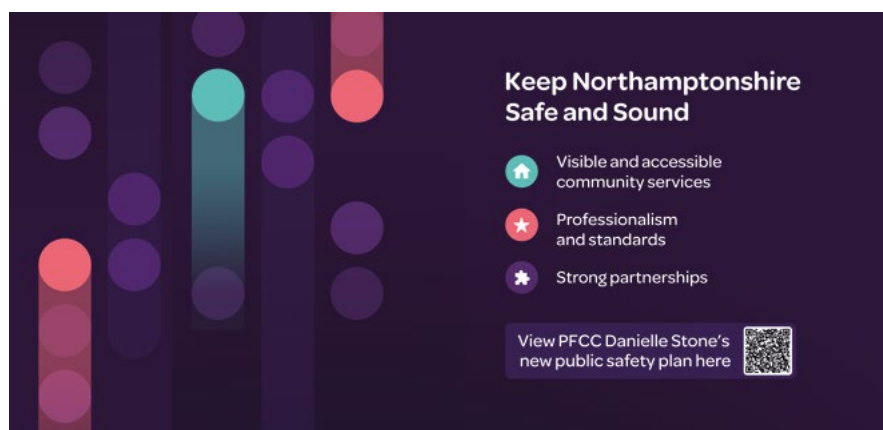 Keep Northamptonshire
Safe and Sound
Visible and accessible
community services
Professionalism
and standards
Strong partnerships
View PFCC Danielle Stone's
new public safety plan here